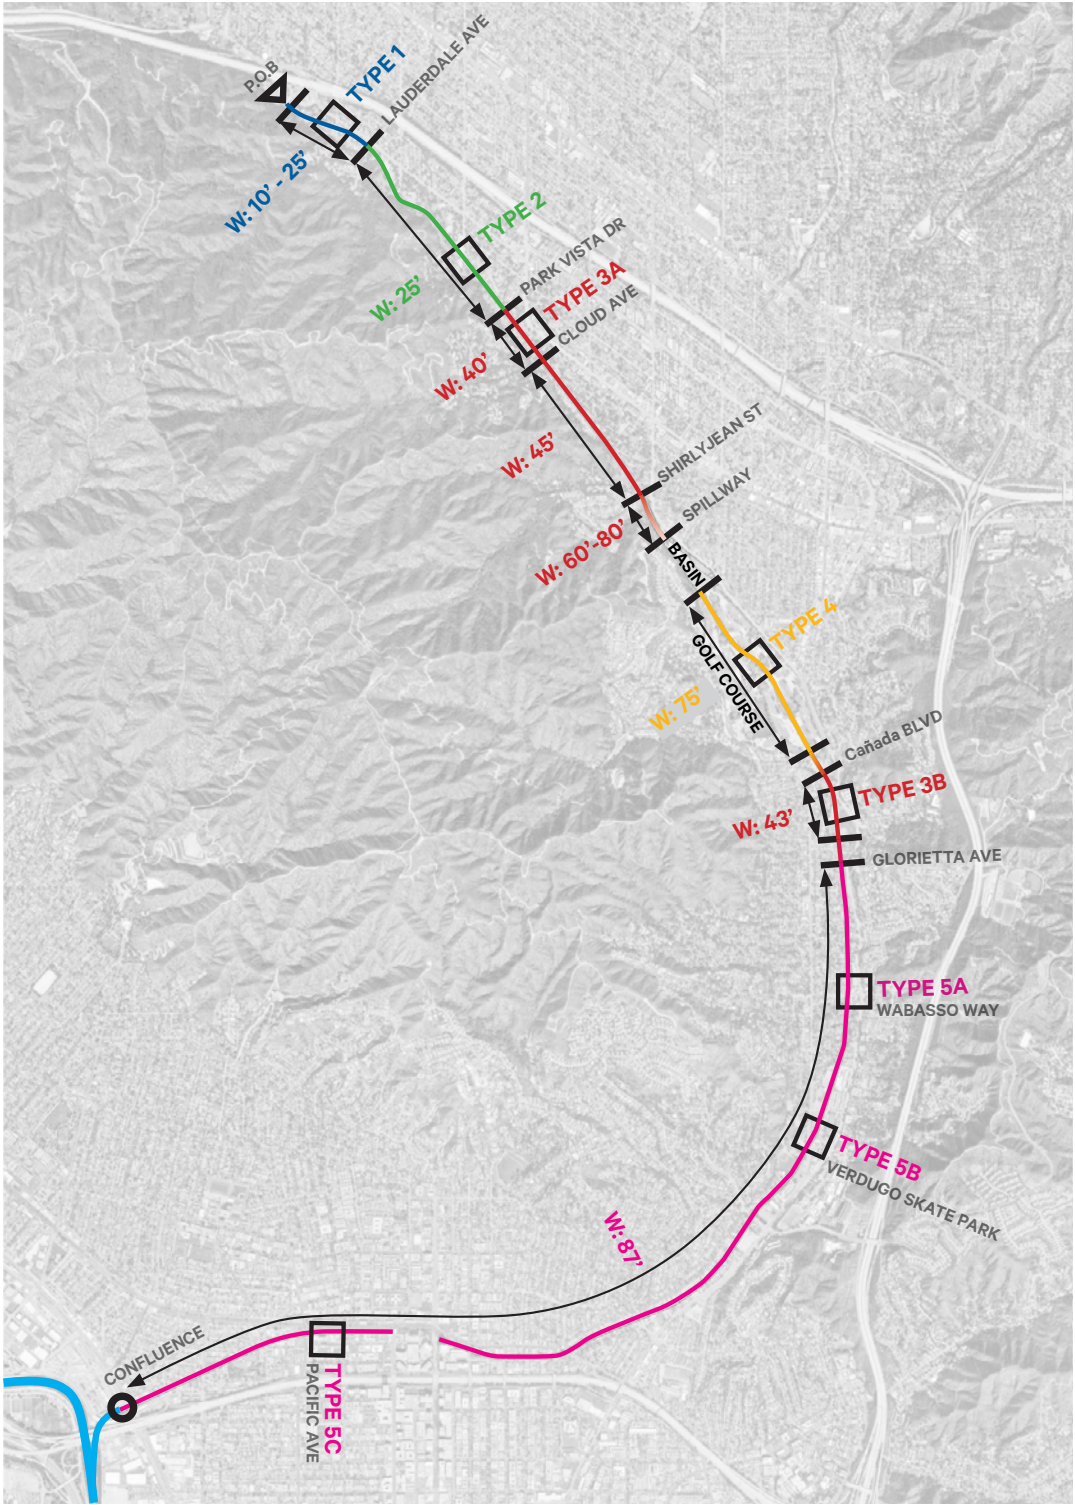 P.O.B
TYPE 1
LAUDERDALE AVE
W: 10' - 25'
TYPE 2
W: 25'
PARK VISTA DR
TYPE 3A
CLOUD AVE
W: 40'
W: 45'
SHIRLYJEAN ST
SPILLWAY
W: 60'-80'
BASIN
TYPE 4
GOLF COURSE
W: 75'
Cañada BLVD
TYPE 3B
W: 43'
GLORIETTA AVE
TYPE 5A
WABASSO WAY
TYPE 5B
VERDUGO SKATE PARK
W: 87'
CONFLUENCE
TYPE 5C
PACIFIC AVE